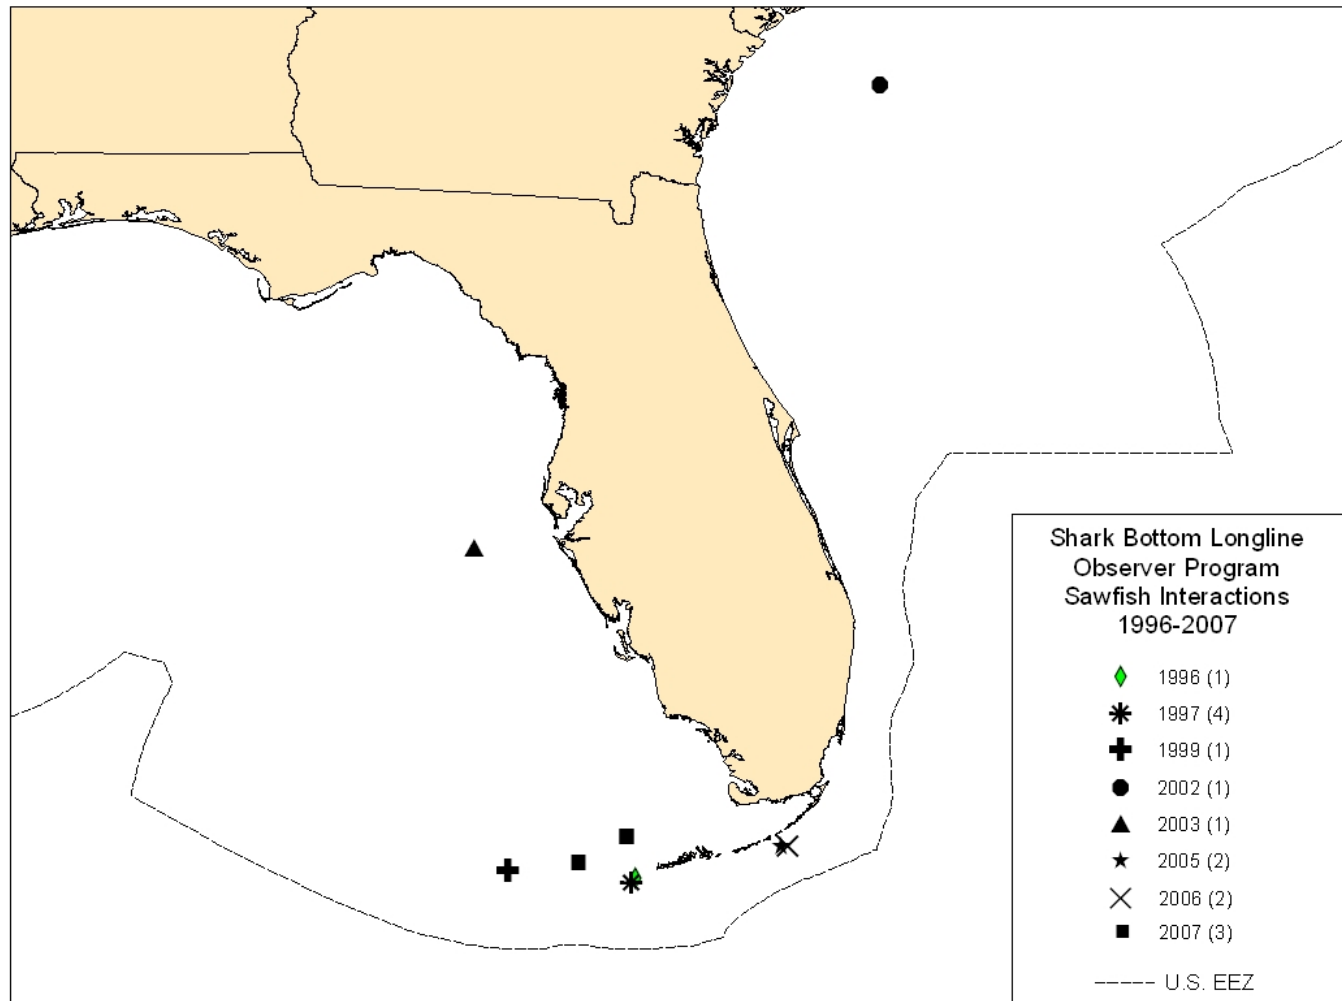 Shark Bottom Longline
Observer Program
Sawfish Interactions
1996-2007
1996 (1)
1997 (4)
1999 (1)
2002 (1)
2003 (1)
2005 (2)
2006 (2)
2007 (3)
U.S. EEZ